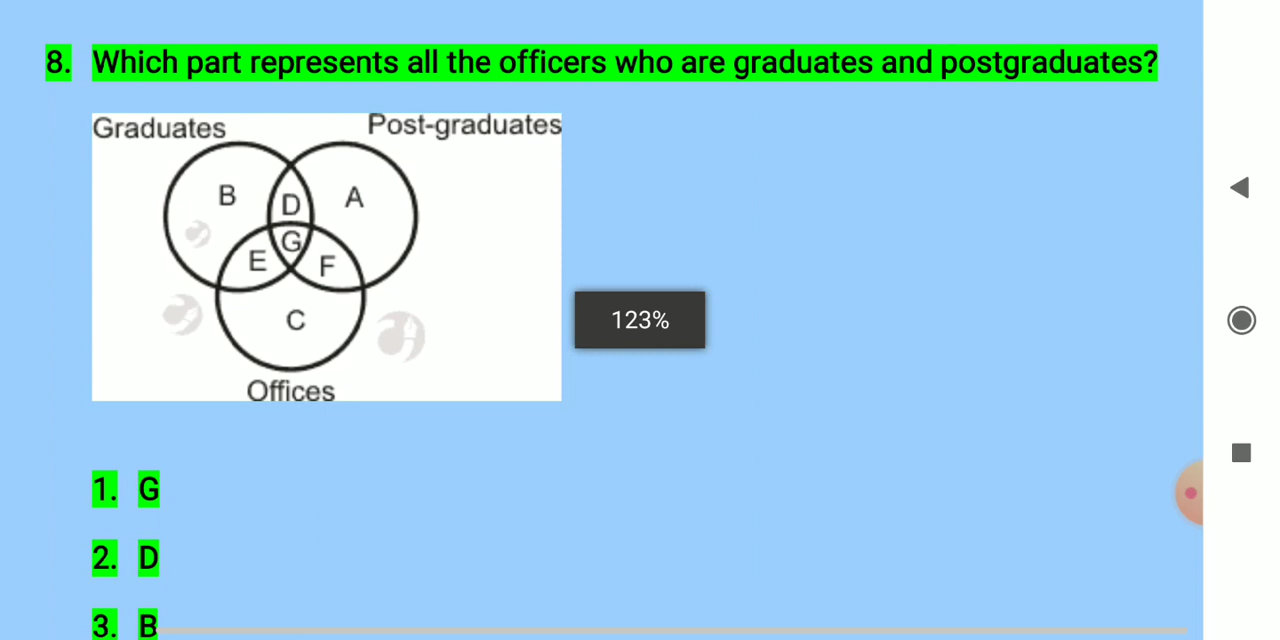 8. Which part represents all the officers who are graduates and postgraduates?
Graduates
Post-graduates
B
D
A
G
E
F
C
Offices
123%
1. G
2. D
3. B